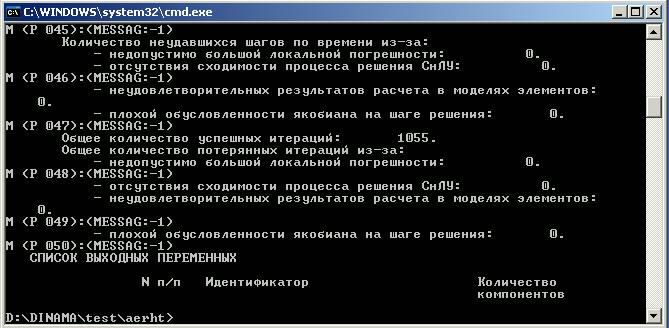 C:\WINDOWS\system32\cmd.exe
M (P 045):(MESSAG:-1)
Количество неудавшихся шагов по времени из-за:
- недопустимо большой локальной погрешности: 0.
- отсутствия сходимости процесса решения СнЛУ: 0.
M (P 046):(MESSAG:-1)
- неудовлетворительных результатов расчета в моделях элементов:
0.
- плохой обусловленности якобиана на шаге решения: 0.
M (P 047):(MESSAG:-1)
Общее количество успешных итераций: 1055.
Общее количество потерянных итераций из-за:
- недопустимо большой локальной погрешности: 0.
M (P 048):(MESSAG:-1)
- отсутствия сходимости процесса решения СнЛУ: 0.
- неудовлетворительных результатов расчета в моделях элементов:
0.
M (P 049):(MESSAG:-1)
- плохой обусловленности якобиана на шаге решения: 0.
M (P 050):(MESSAG:-1)
СПИСОК ВЫХОДНЫХ ПЕРЕМЕННЫХ
N п/п Идентификатор Количество
компонентов
D:\DINAMA\test\aerht>